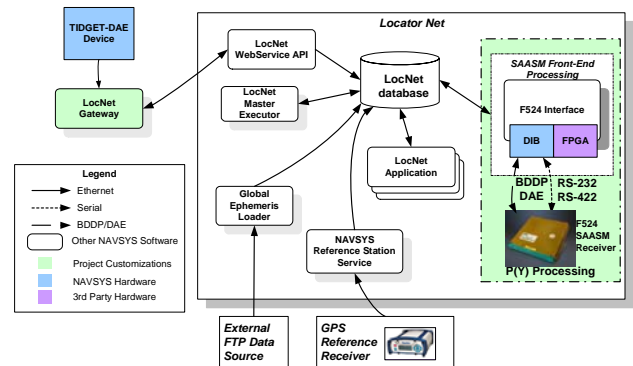 TIDGET-DAE
Device
LocNet
Gateway
Locator Net
LocNet
WebService API
LocNet
Master
Executor
LocNet
database
LocNet
Application
Global
Ephemeris
Loader
NAVSYS
Reference Station
Service
SAASM Front-End
Processing
F524 Interface
DIB
FPGA
BDDP
DAE
RS-232
RS-422
F524
SAASM
Receiver
P(Y) Processing
Legend
Ethernet
Serial
BDDP/DAE
Other NAVSYS Software
Project Customizations
NAVSYS Hardware
3rd Party Hardware
External
FTP Data
Source
GPS
Reference
Receiver